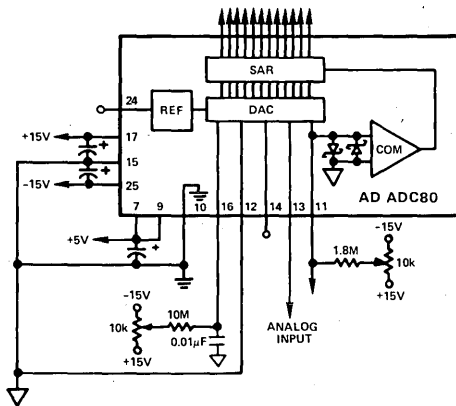 SAR
24
REF
DAC
+15V
17
COM
15
-15V
25
AD ADC80
7
9
10
16
12
14
13
11
+5V
-15V
1.8M
10k
-15V
10M
+15V
10k
ANALOG
INPUT
0.01μF
+15V